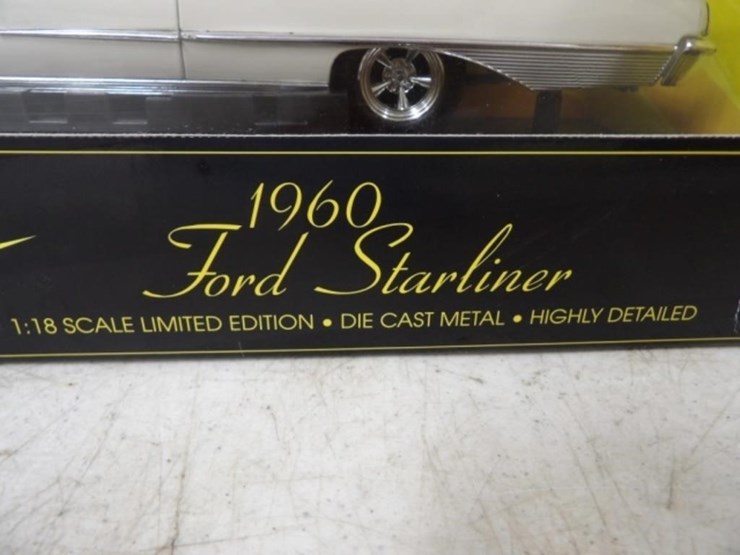 1960
Ford Starliner
1:18 SCALE LIMITED EDITION • DIE CAST METAL • HIGHLY DETAILED